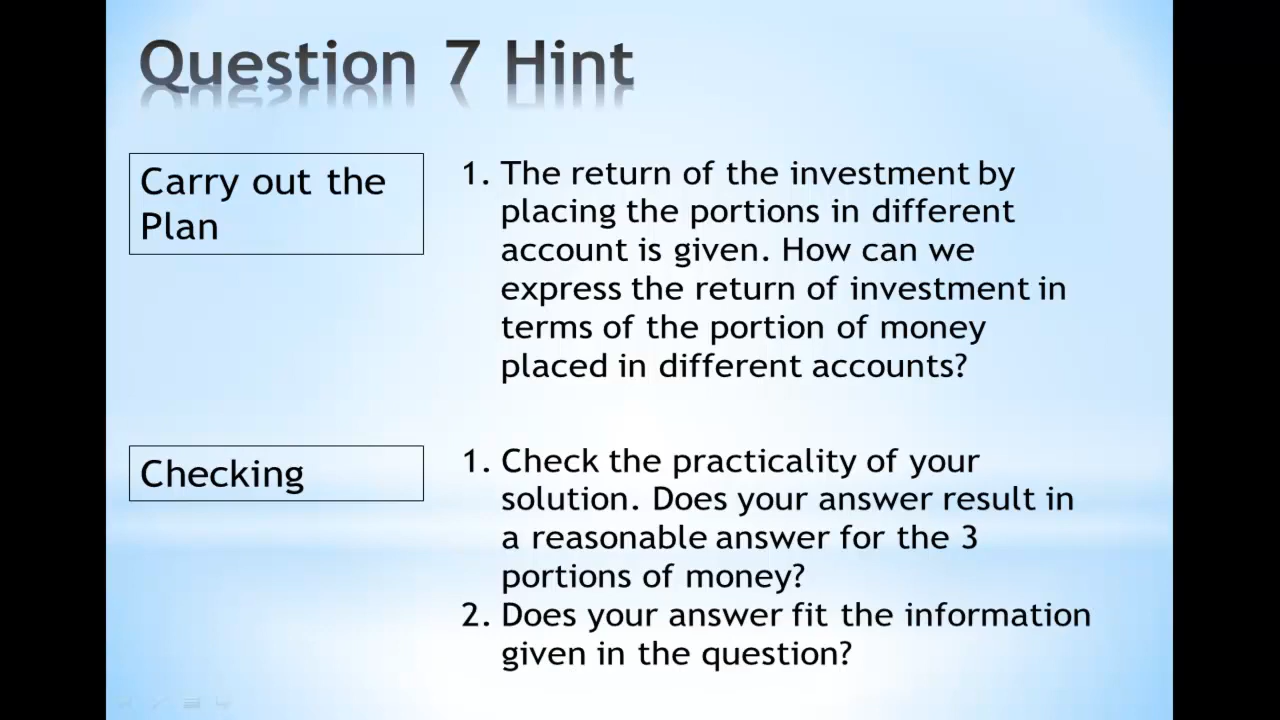 Question 7 Hint
Carry out the
Plan
1. The return of the investment by
placing the portions in different
account is given. How can we
express the return of investment in
terms of the portion of money
placed in different accounts?
Checking
1. Check the practicality of your
solution. Does your answer result in
a reasonable answer for the 3
portions of money?
2. Does your answer fit the information
given in the question?